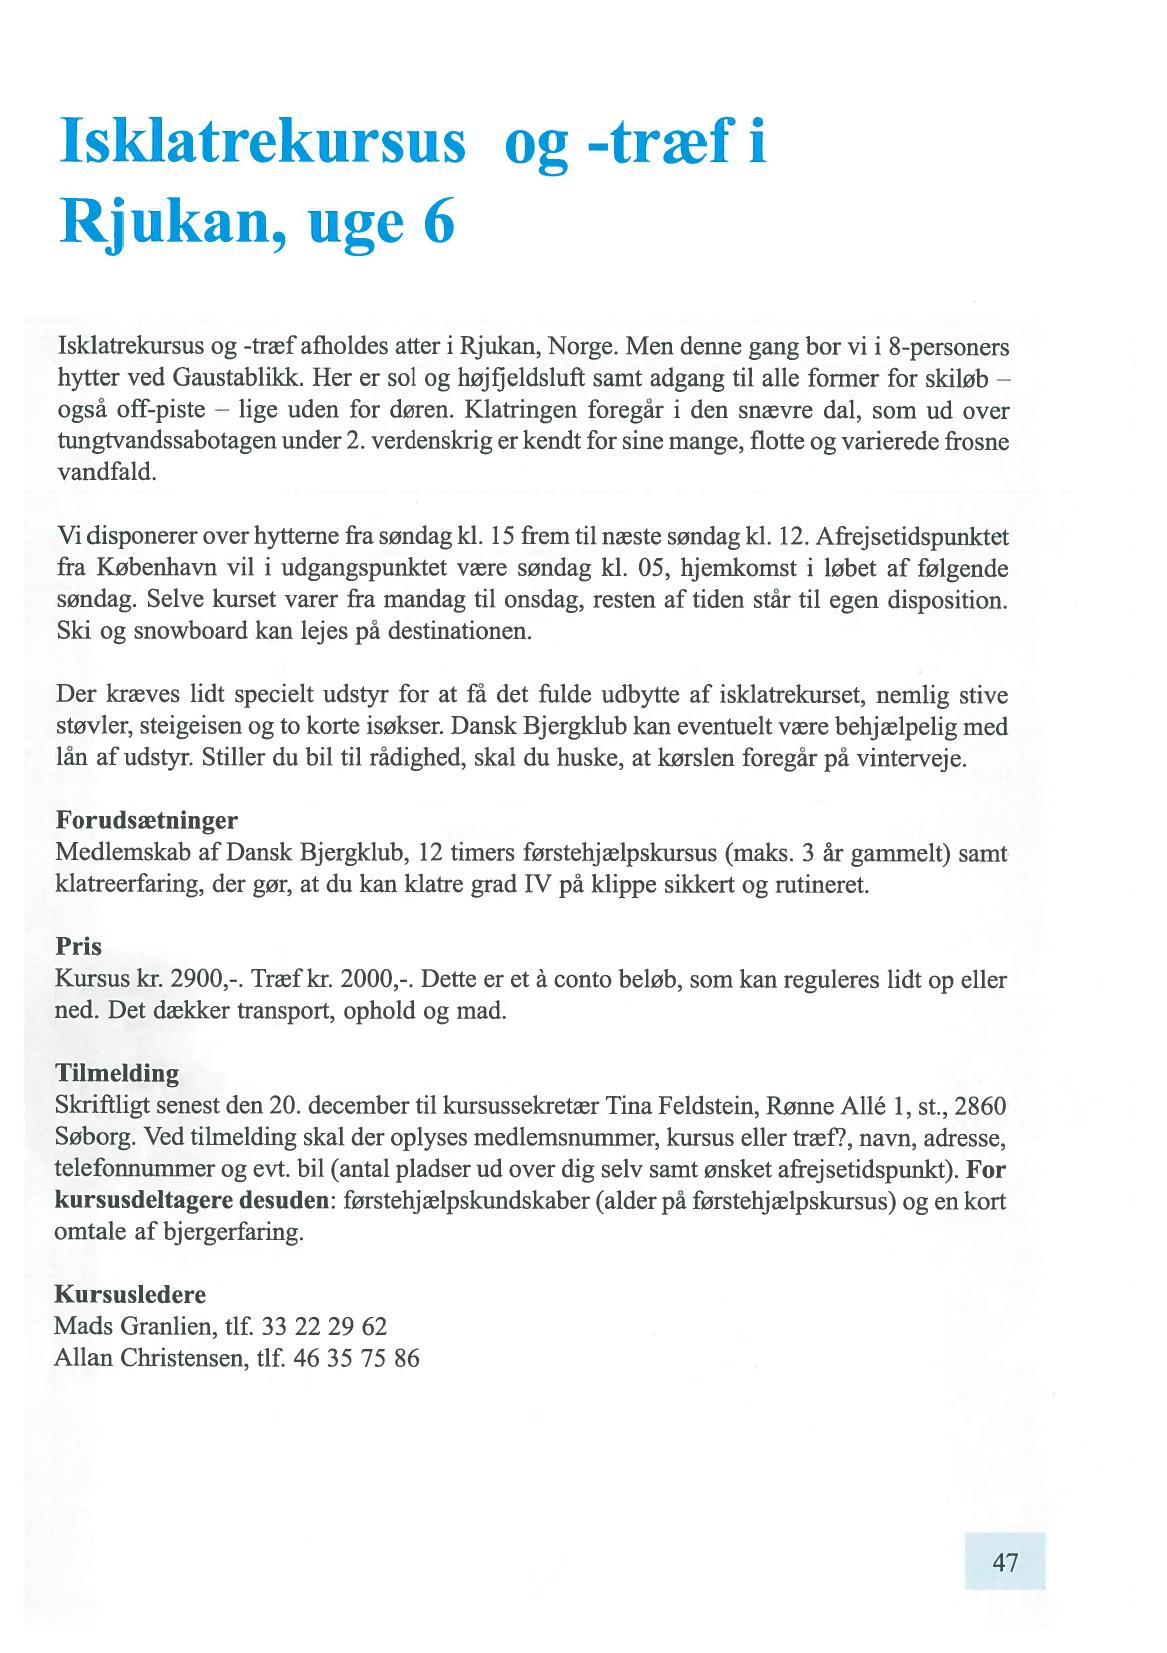 Isklatrekursus og -træf i
Rjukan, uge 6
Isklatrekursus og -træf afholdes atter i Rjukan, Norge. Men denne gang bor vi i 8-personers
hytter ved Gaustablikk. Her er sol og højfjeldsluft samt adgang til alle former for skiløb –
også off-piste – lige uden for døren. Klatringen foregår i den snævre dal, som ud over
tungtvandssabotagen under 2. verdenskrig er kendt for sine mange, flotte og varierede frosne
vandfald.
Vi disponerer over hytterne fra søndag kl. 15 frem til næste søndag kl. 12. Afrejsetidspunktet
fra København vil i udgangspunktet være søndag kl. 05, hjemkomst i løbet af følgende
søndag. Selve kurset varer fra mandag til onsdag, resten af tiden står til egen disposition.
Ski og snowboard kan lejes på destinationen.
Der kræves lidt specielt udstyr for at få det fulde udbytte af isklatrekurset, nemlig stive
støvler, steigeisen og to korte isøkser. Dansk Bjergklub kan eventuelt være behjælpelig med
lån af udstyr. Stiller du bil til rådighed, skal du huske, at kørslen foregår på vinterveje.
Forudsætninger
Medlemskab af Dansk Bjergklub, 12 timers førstehjælpskursus (maks. 3 år gammelt) samt
klatreerfaring, der gør, at du kan klatre grad IV på klippe sikkert og rutineret.
Pris
Kursus kr. 2900,-. Træf kr. 2000,-. Dette er et à conto beløb, som kan reguleres lidt op eller
ned. Det dækker transport, ophold og mad.
Tilmelding
Skriftligt senest den 20. december til kursussekretær Tina Feldstein, Rønne Allé 1, st., 2860
Søborg. Ved tilmelding skal der oplyses medlemsnummer, kursus eller træf?, navn, adresse,
telefonnummer og evt. bil (antal pladser ud over dig selv samt ønsket afrejsetidspunkt). For
kursusdeltagere desuden: førstehjælpskundskaber (alder på førstehjælpskursus) og en kort
omtale af bjergerfaring.
Kursusledere
Mads Granlien, tlf. 33 22 29 62
Allan Christensen, tlf. 46 35 75 86
47